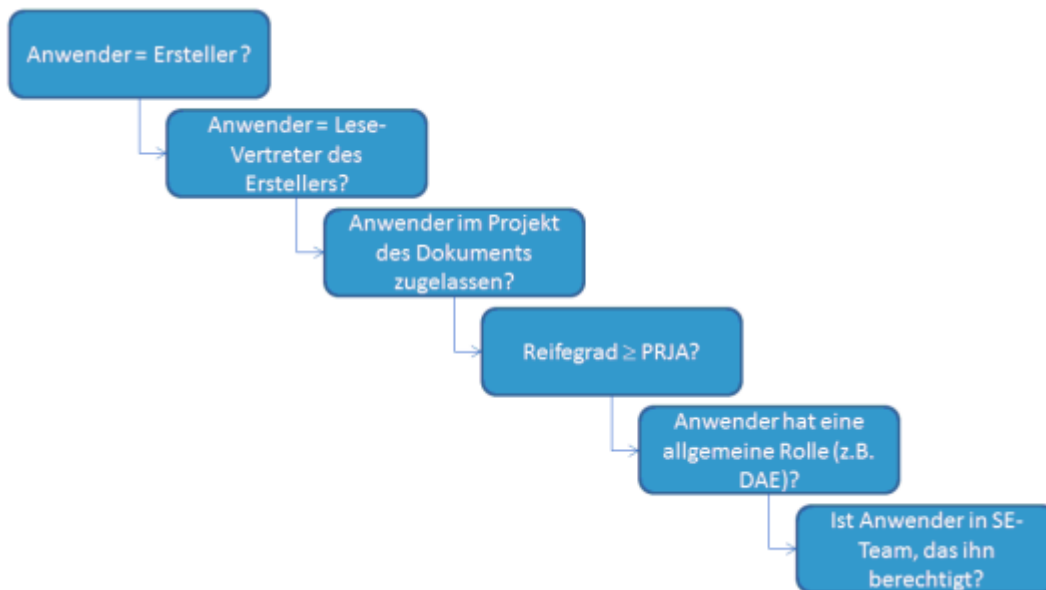 Anwender = Ersteller ?
Anwender = Lese-
Vertreter des
Erstellers?
Anwender im Projekt
des Dokuments
zugelassen?
Reifegrad ≥ PRJA?
Anwender hat eine
allgemeine Rolle (z.B.
DAE)?
Ist Anwender in SE-
Team, das ihn
berechtigt?